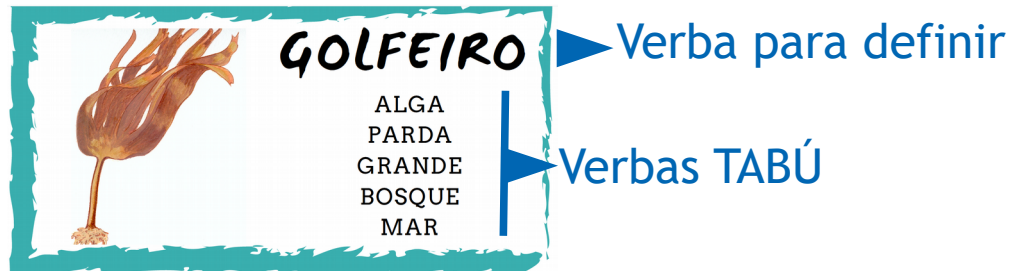 GOLFEIRO
Verba para definir
ALGA
PARDA
GRANDE
BOSQUE
MAR
Verbas TABÚ